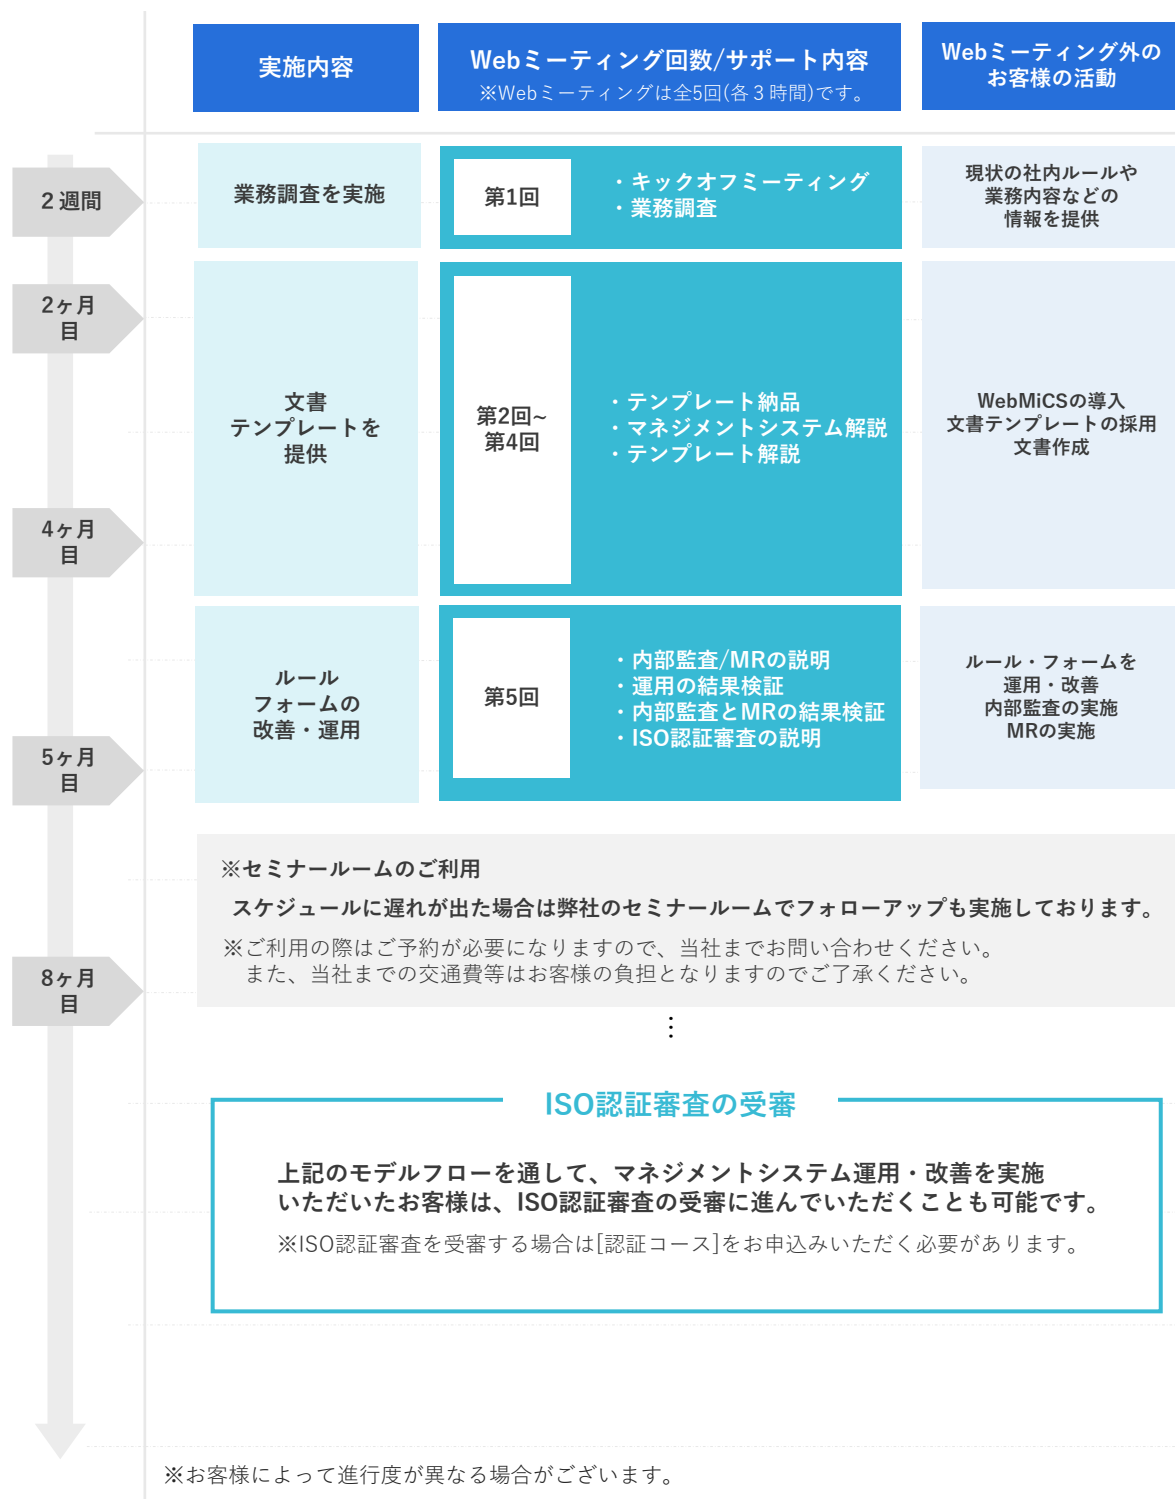 実施内容
Webミーティング回数/サポート内容
※Webミーティングは全5回(各３時間)です。
Webミーティング外の
お客様の活動
２週間
業務調査を実施
第1回
・キックオフミーティング
・業務調査
現状の社内ルールや
業務内容などの
情報を提供
2ヶ月
目
文書
テンプレートを
提供
第2回~
第4回
・テンプレート納品
・マネジメントシステム解説
・テンプレート解説
WebMiCSの導入
文書テンプレートの採用
文書作成
4ヶ月
目
ルール
フォームの
改善・運用
第5回
・内部監査/MRの説明
・運用の結果検証
・内部監査とMRの結果検証
・ISO認証審査の説明
ルール・フォームを
運用・改善
内部監査の実施
MRの実施
5ヶ月
目
※セミナールームのご利用
スケジュールに遅れが出た場合は弊社のセミナールームでフォローアップも実施しております。
※ご利用の際はご予約が必要になりますので、当社までお問い合わせください。
また、当社までの交通費等はお客様の負担となりますのでご了承ください。
8ヶ月
目
⋮
ISO認証審査の受審
上記のモデルフローを通して、マネジメントシステム運用・改善を実施
いただいたお客様は、ISO認証審査の受審に進んでいただくことも可能です。
※ISO認証審査を受審する場合は[認証コース]をお申込みいただく必要があります。
※お客様によって進行度が異なる場合がございます。